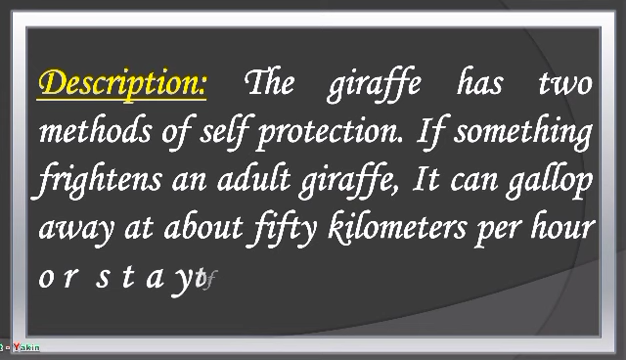 Description: The giraffe has two
methods of self protection. If something
frightens an adult giraffe, It can gallop
away at about fifty kilometers per hour
or stay
Yakin